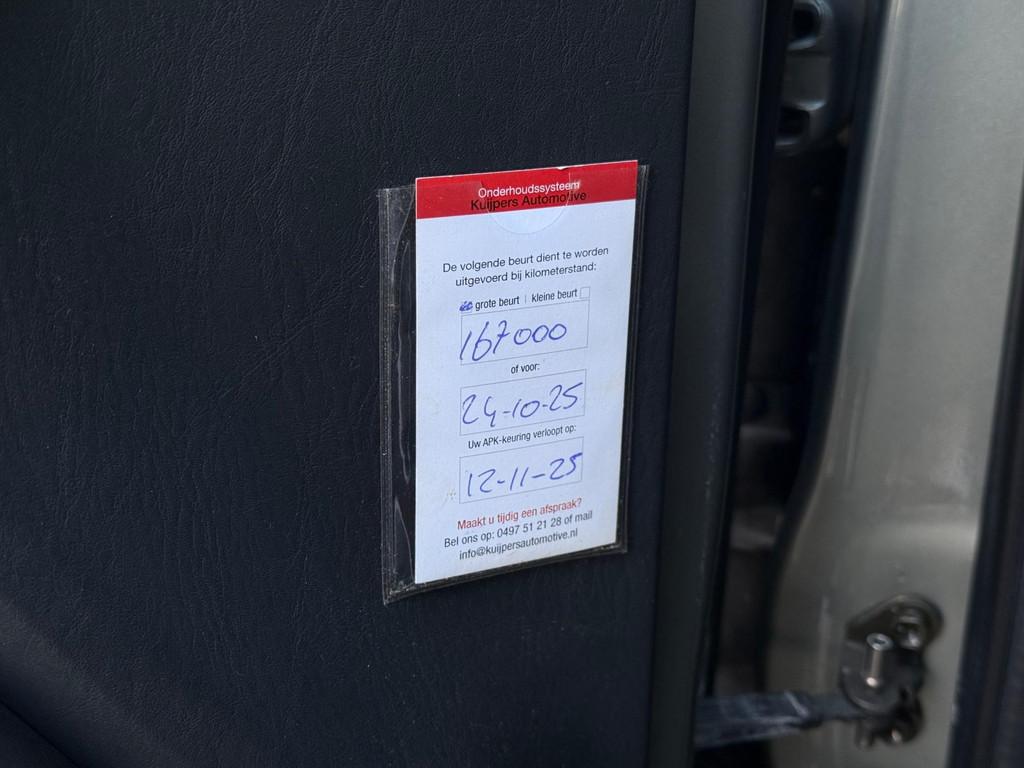 Onderhoudssysteem
Kuijpers Automotive
De volgende beurt dient te worden
uitgevoerd bij kilometerstand:
grote beurt | kleine beurt
167000
of voor:
24-10-25
Uw APK-keuring verloopt op:
12-11-25
Maakt u tijdig een afspraak?
Bel ons op: 0497 51 21 28 of mail
info@kuijpersautomotive.nl